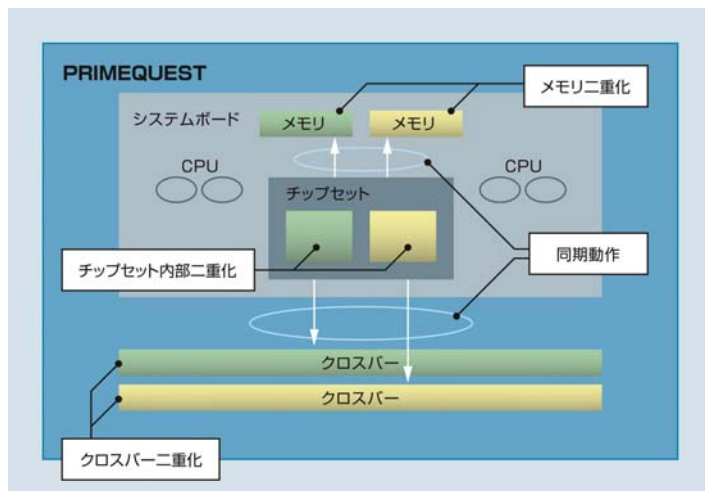 PRIMEQUEST
メモリ二重化
システムボード
メモリ
メモリ
CPU
CPU
チップセット
同期動作
チップセット内部二重化
クロスバー
クロスバー
クロスバー二重化